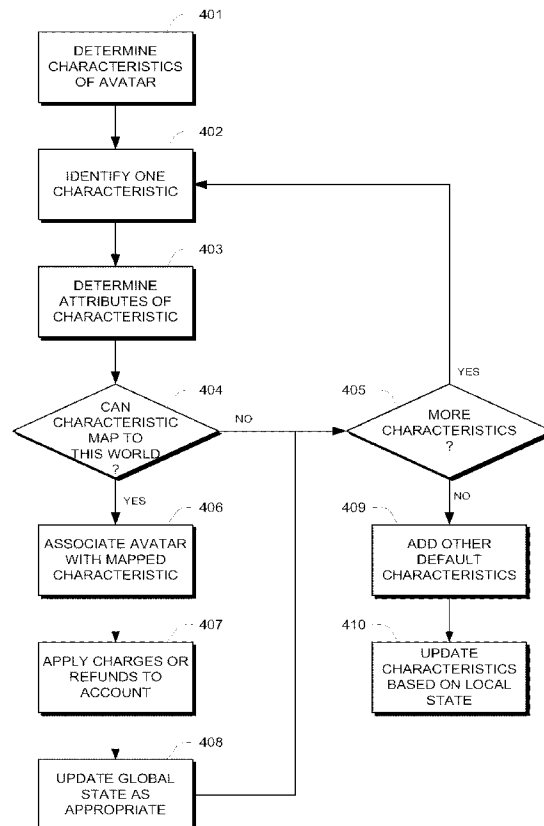 401
DETERMINE
CHARACTERISTICS
OF AVATAR
402
IDENTIFY ONE
CHARACTERISTIC
403
DETERMINE
ATTRIBUTES OF
CHARACTERISTIC
404
CAN
CHARACTERISTIC
MAP TO
THIS WORLD
?
NO
YES
405
MORE
CHARACTERISTICS
?
YES
NO
406
ASSOCIATE AVATAR
WITH MAPPED
CHARACTERISTIC
407
APPLY CHARGES OR
REFUNDS TO
ACCOUNT
408
UPDATE GLOBAL
STATE AS
APPROPRIATE
409
ADD OTHER
DEFAULT
CHARACTERISTICS
410
UPDATE
CHARACTERISTICS
BASED ON LOCAL
STATE